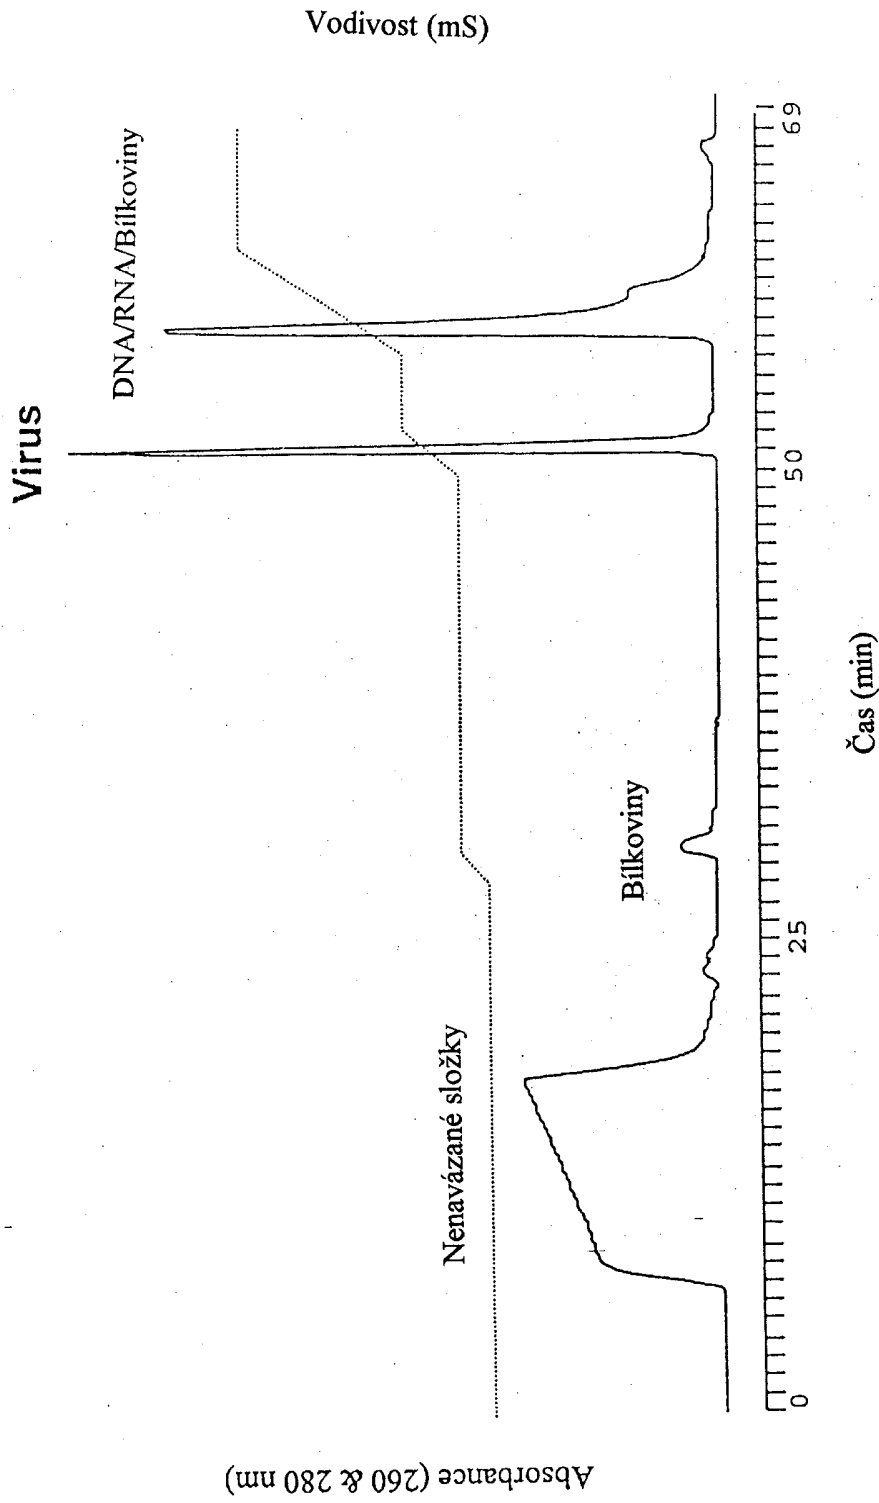 Vodivost (mS)
Virus
DNA/RNA/Bílkoviny
Nenavázané složky
Bílkoviny
Absorbance (260 & 280 nm)
0
25
50
69
Čas (min)